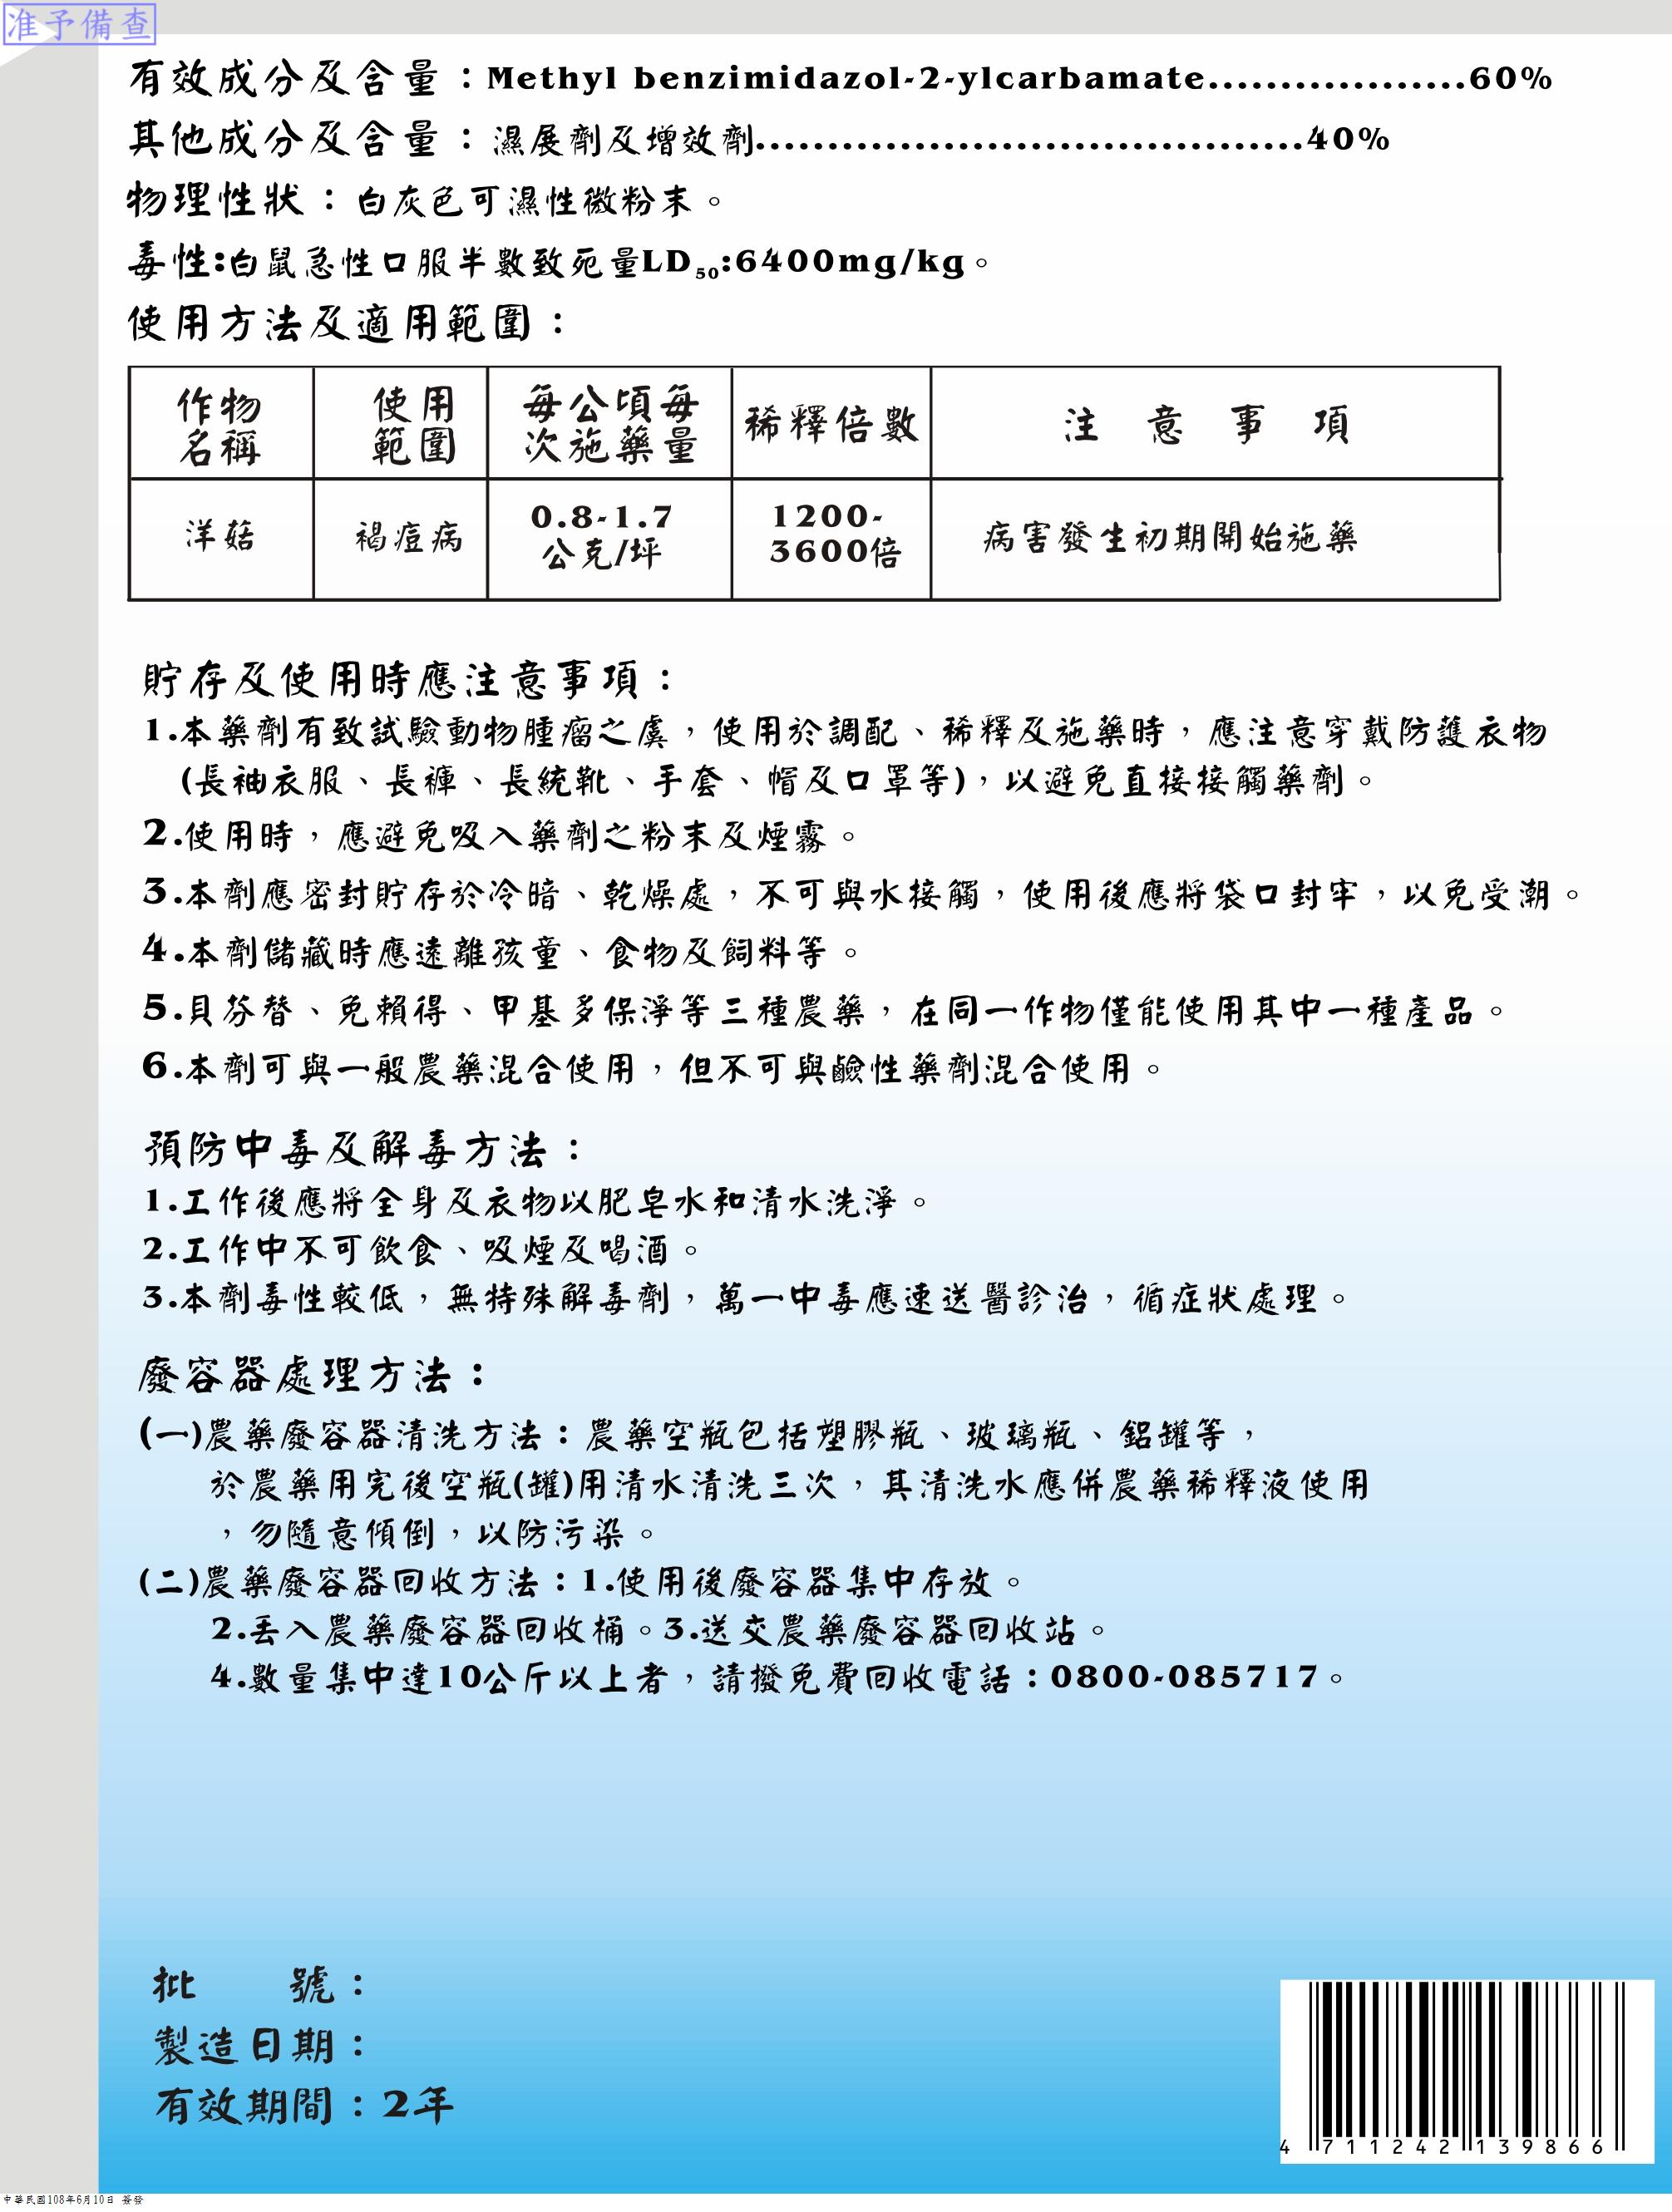 准予備查
有效成分及含量：Methyl benzimidazol-2-ylcarbamate..................60%
其他成分及含量：濕展劑及增效劑......................................40%
物理性狀：白灰色可濕性微粉末。
毒性:白鼠急性口服半數致死量LD₅₀:6400mg/kg。
使用方法及適用範圍：
作物名稱 使用範圍 每公頃每次施藥量 稀釋倍數 注意事項
洋菇 褐痘病 0.8-1.7公克/坪 1200-3600倍 病害發生初期開始施藥
貯存及使用時應注意事項：
1.本藥劑有致試驗動物腫瘤之虞，使用於調配、稀釋及施藥時，應注意穿戴防護衣物
(長袖衣服、長褲、長統靴、手套、帽及口罩等)，以避免直接接觸藥劑。
2.使用時，應避免吸入藥劑之粉末及煙霧。
3.本劑應密封貯存於冷暗、乾燥處，不可與水接觸，使用後應將袋口封牢，以免受潮。
4.本劑儲藏時應遠離孩童、食物及飼料等。
5.貝芬替、免賴得、甲基多保淨等三種農藥，在同一作物僅能使用其中一種產品。
6.本劑可與一般農藥混合使用，但不可與鹼性藥劑混合使用。
預防中毒及解毒方法：
1.工作後應將全身及衣物以肥皂水和清水洗淨。
2.工作中不可飲食、吸煙及喝酒。
3.本劑毒性較低，無特殊解毒劑，萬一中毒應速送醫診治，循症狀處理。
廢容器處理方法：
(一)農藥廢容器清洗方法：農藥空瓶包括塑膠瓶、玻璃瓶、鋁罐等，
於農藥用完後空瓶(罐)用清水清洗三次，其清洗水應併農藥稀釋液使用
，勿隨意傾倒，以防污染。
(二)農藥廢容器回收方法：1.使用後廢容器集中存放。
2.丟入農藥廢容器回收桶。3.送交農藥廢容器回收站。
4.數量集中達10公斤以上者，請撥免費回收電話：0800-085717。
批　　號：
製造日期：
有效期間：2年
4 711242 139866
中華民國108年6月10日 簽發